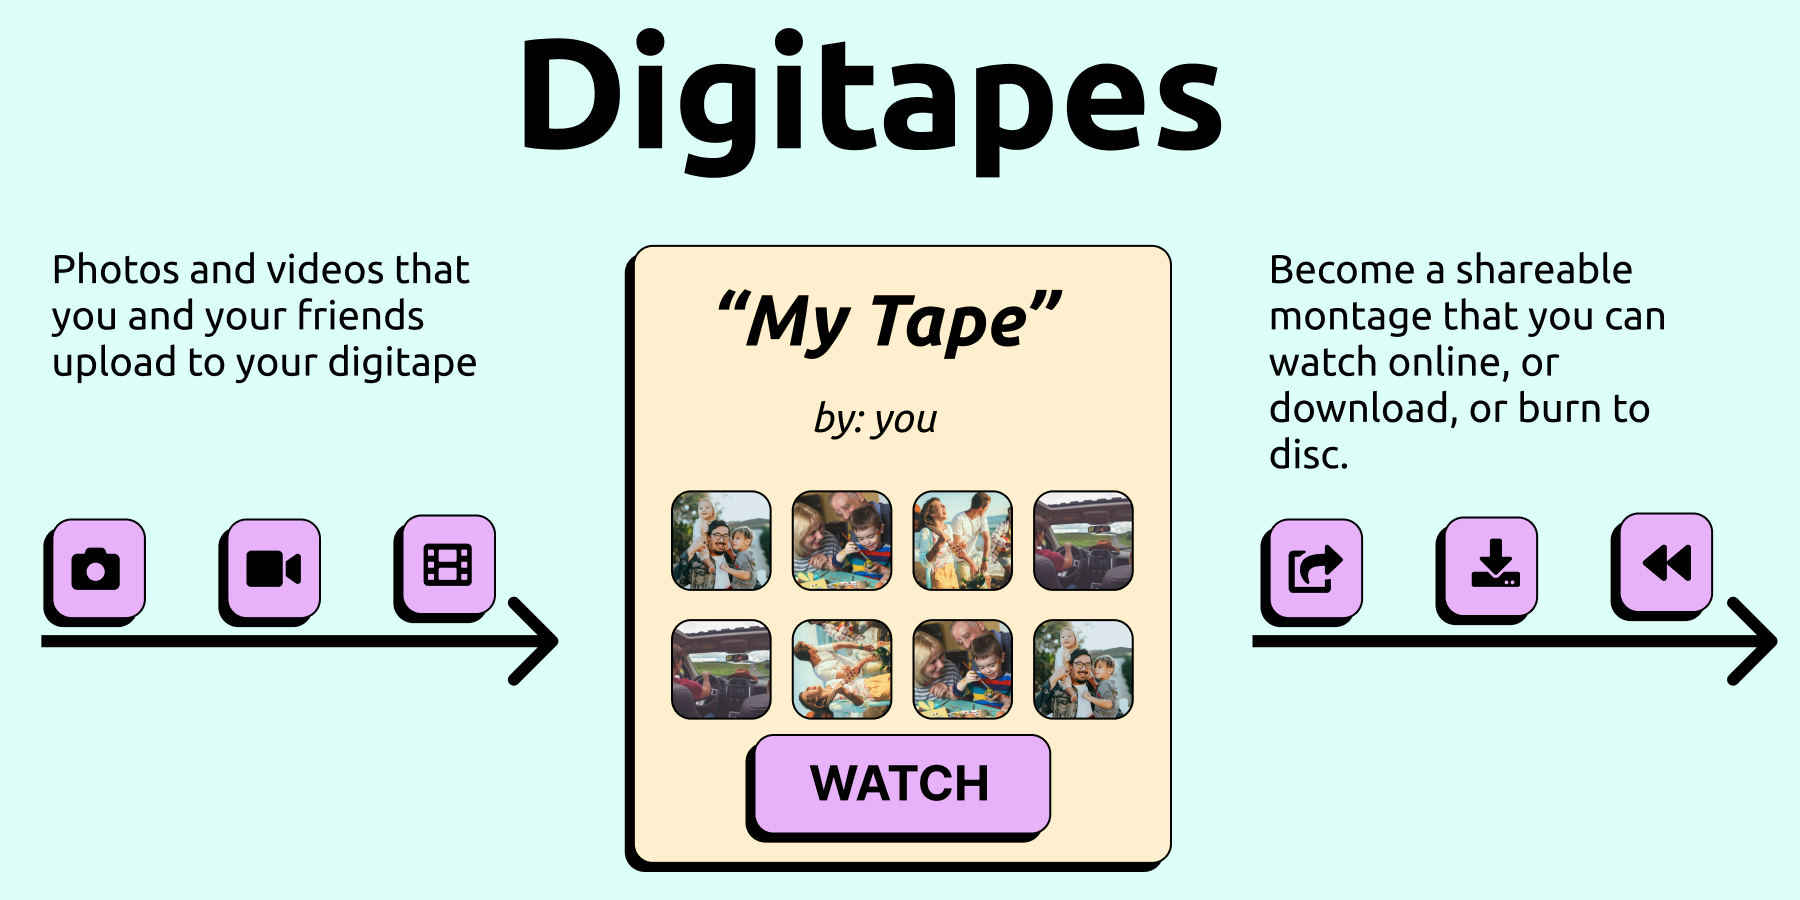 Digitapes
Photos and videos that
you and your friends
upload to your digitape
“My Tape”
by: you
WATCH
Become a shareable
montage that you can
watch online, or
download, or burn to
disc.